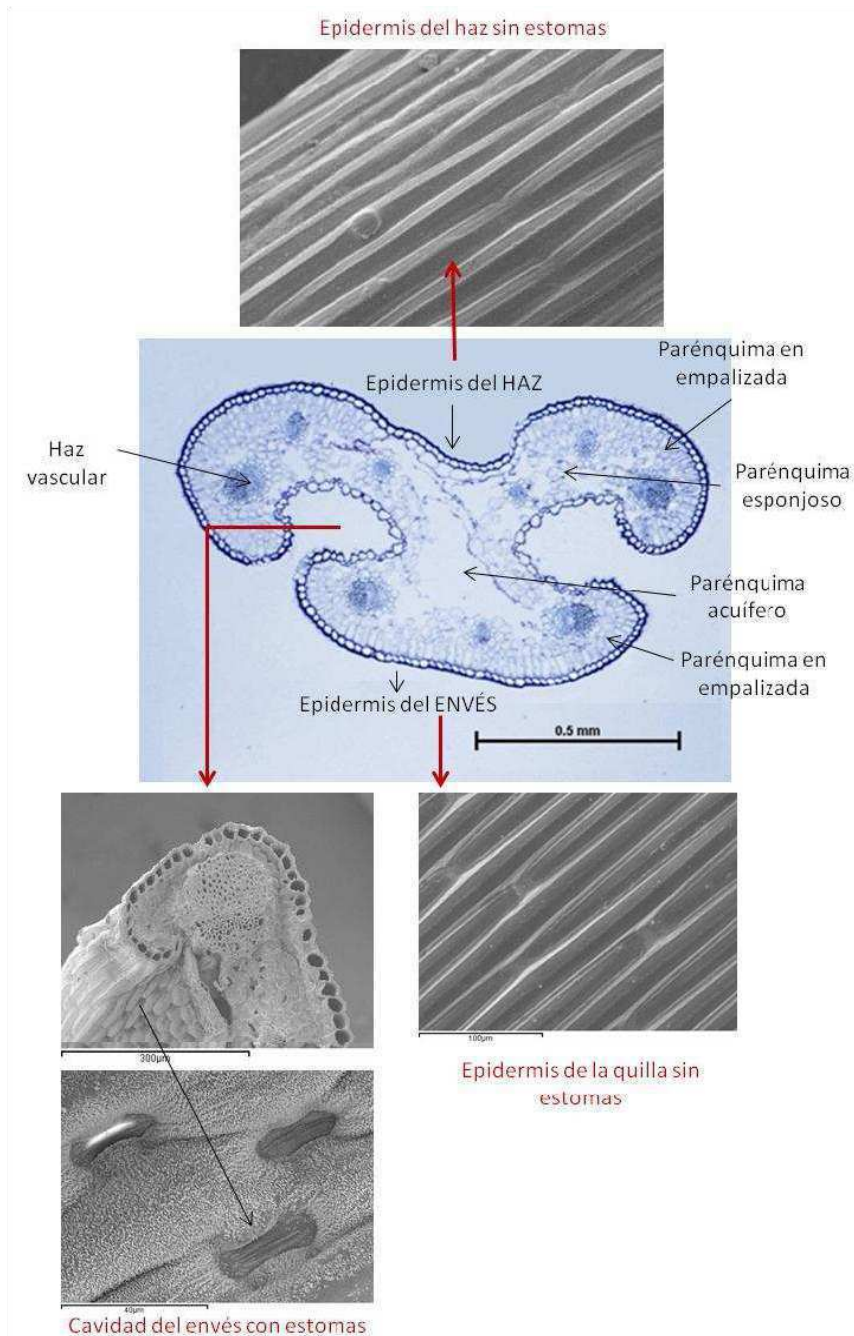 Epidermis del haz sin estomas
Epidermis del HAZ
Parénquima en
empalizada
Haz
vascular
Parénquima
esponjoso
Parénquima
acuífero
Parénquima en
empalizada
Epidermis del ENVÉS
0.5 mm
300µm
100µm
Epidermis de la quilla sin
estomas
40µm
Cavidad del envés con estomas